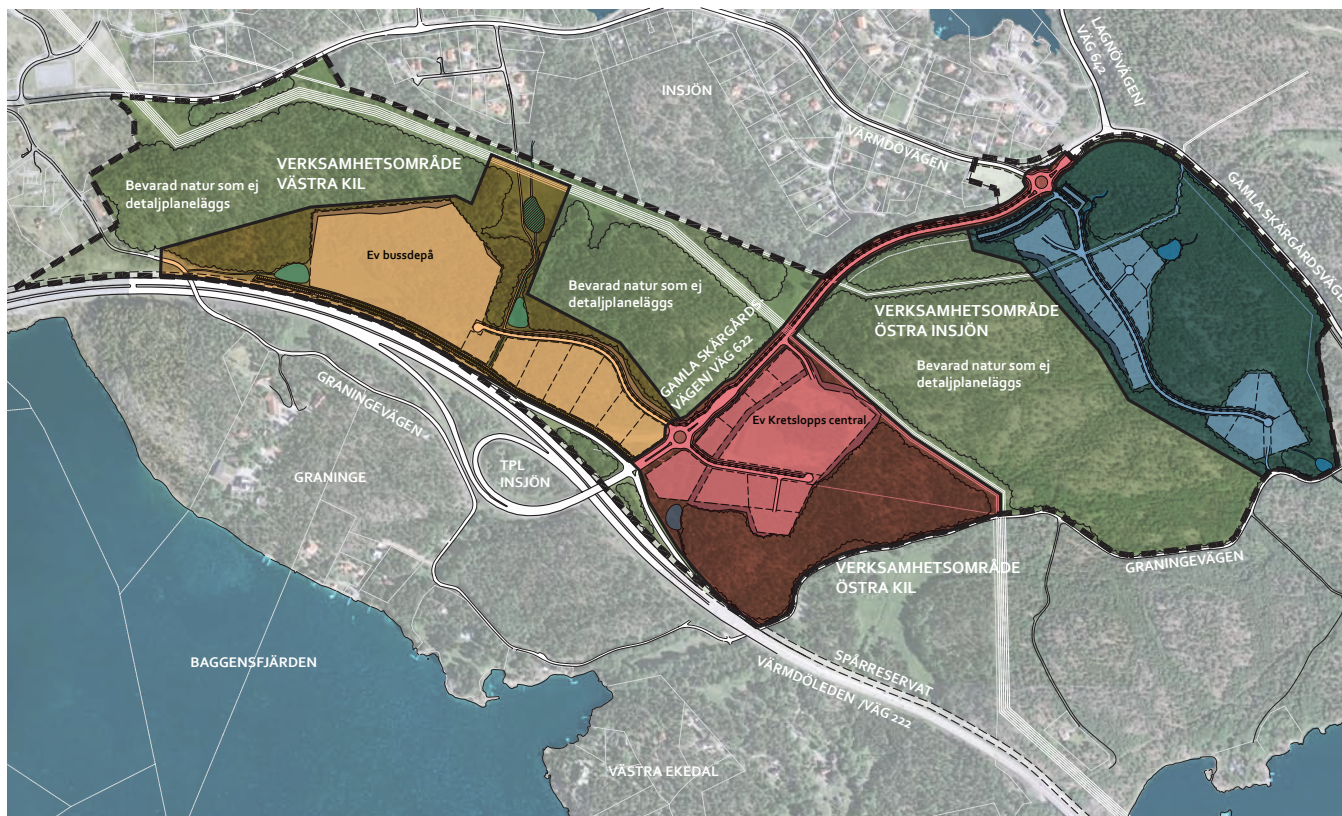 LAGNÖVÄGEN/
VÄG 642
INSJÖN
VÄRMDÖVÄGEN
GAMLA SKÄRGÅRDSVÄGEN
VERKSAMHETSOMRÅDE
VÄSTRA KIL
Bevarad natur som ej
detaljplaneläggs
Ev bussdepå
Bevarad natur som ej
detaljplaneläggs
GAMLA SKÄRGÅRDS
VÄGEN/ VÄG 622
VERKSAMHETSOMRÅDE
ÖSTRA INSJÖN
Bevarad natur som ej
detaljplaneläggs
GRANINGEVÄGEN
Ev Kretslopps central
GRANINGE
TPL
INSJÖN
VERKSAMHETSOMRÅDE
ÖSTRA KIL
GRANINGEVÄGEN
BAGGENSFJÄRDEN
SPÅRRESERVAT
VÄRMDÖLEDEN /VÄG 222
VÄSTRA EKEDAL